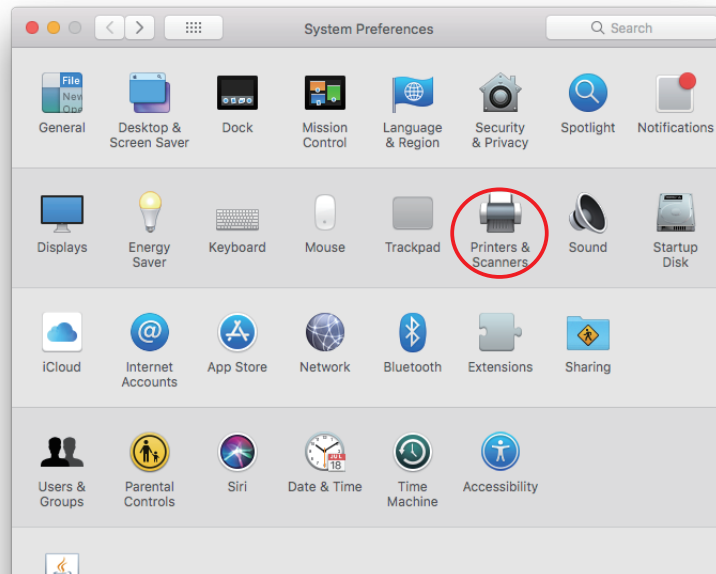 System Preferences
Search
File
New
Ope
General
Desktop &
Screen Saver
Dock
Mission
Control
Language
& Region
Security
& Privacy
Spotlight
Notifications
Displays
Energy
Saver
Keyboard
Mouse
Trackpad
Printers &
Scanners
Sound
Startup
Disk
iCloud
@
Internet
Accounts
App Store
Network
Bluetooth
Extensions
Sharing
Users &
Groups
Parental
Controls
Siri
JUL
18
Date & Time
Time
Machine
Accessibility